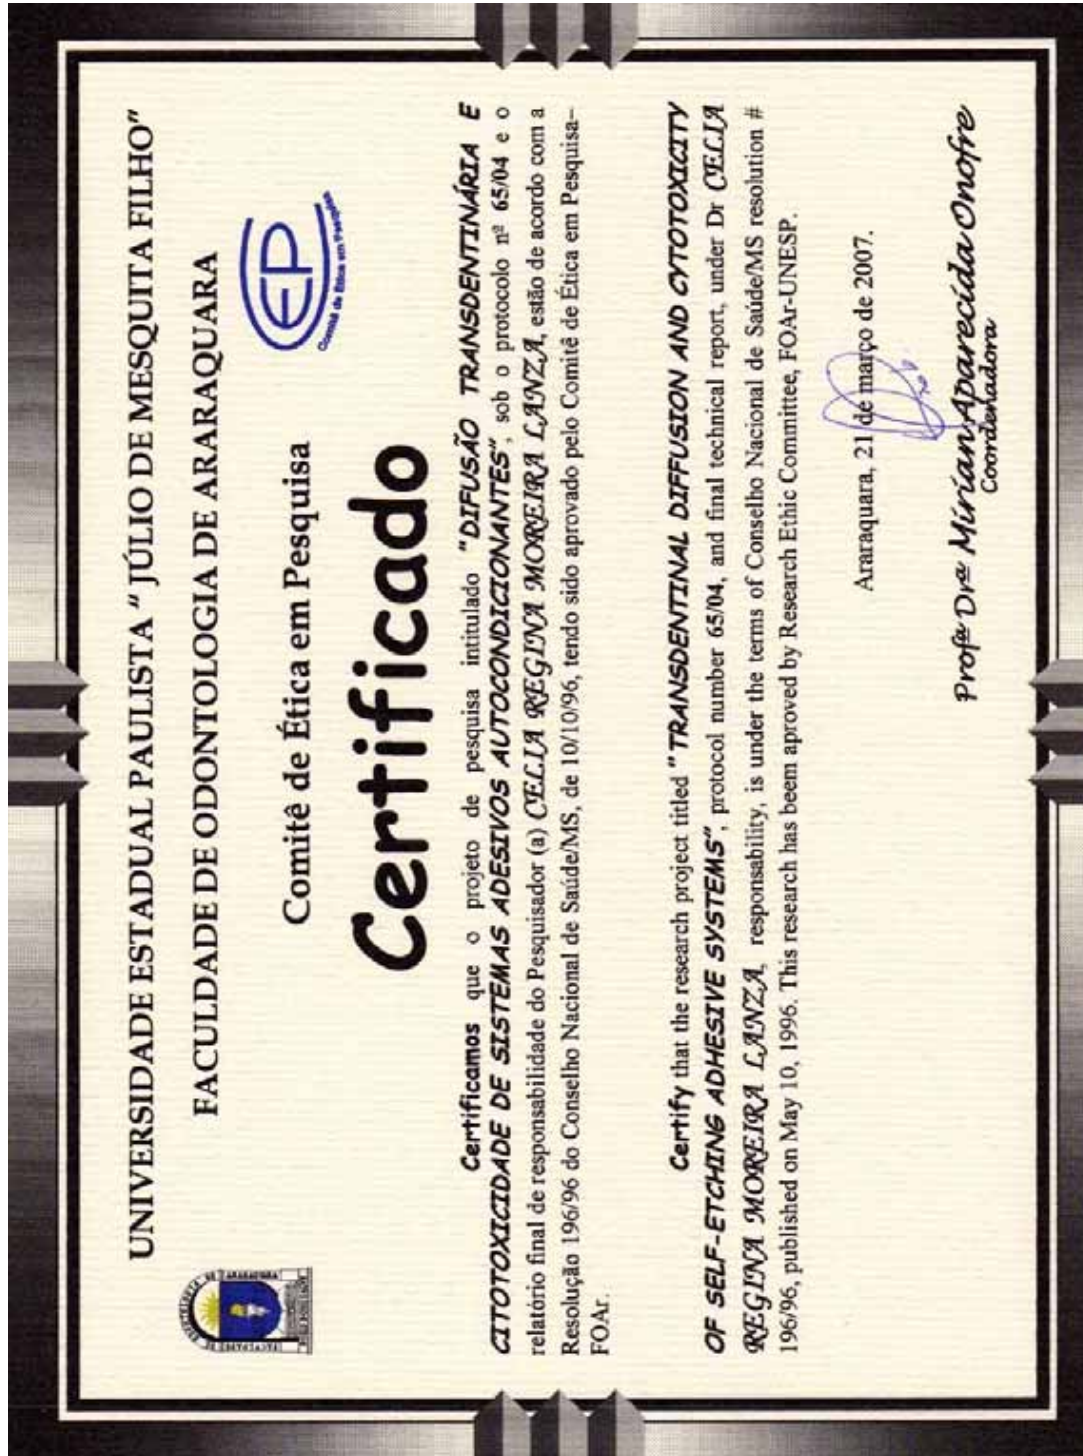 UNIVERSIDADE ESTADUAL PAULISTA "JÚLIO DE MESQUITA FILHO"
FACULDADE DE ODONTOLOGIA DE ARARAQUARA
Comitê de Ética em Pesquisa
CEP
Comitê de Ética em Pesquisa
Certificado
Certificamos que o projeto de pesquisa intitulado "DIFUSÃO TRANSDENTINÁRIA E
CITOTOXICIDADE DE SISTEMAS ADESIVOS AUTOCONDICIONANTES", sob o protocolo nº 65/04 e o
relatório final de responsabilidade do Pesquisador (a) CELIA REGINA MOREIRA LANZA, estão de acordo com a
Resolução 196/96 do Conselho Nacional de Saúde/MS, de 10/10/96, tendo sido aprovado pelo Comitê de Ética em Pesquisa-
FOAr.
Certify that the research project titled "TRANSDENTINAL DIFFUSION AND CYTOTOXICITY
OF SELF-ETCHING ADHESIVE SYSTEMS", protocol number 65/04, and final technical report, under Dr CELIA
REGINA MOREIRA LANZA, responsability, is under the terms of Conselho Nacional de Saúde/MS resolution #
196/96, published on May 10, 1996. This research has beem aproved by Research Ethic Committee, FOAr-UNESP.
Araraquara, 21 de março de 2007.
Profª Drª Mírian Aparecida Onofre
Coordenadora